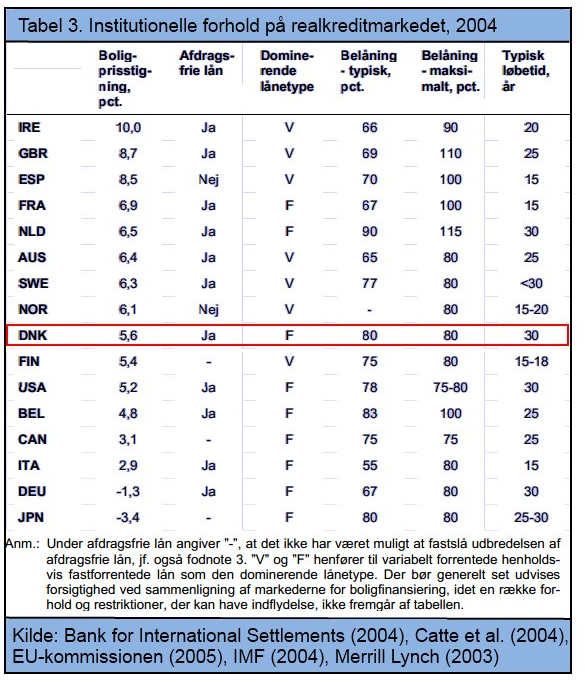 Tabel 3. Institutionelle forhold på realkreditmarkedet, 2004
Bolig- Afdrags- Domine- Belåning Belåning Typisk
prisstig- frie lån rende - typisk, - maksi- løbetid,
ning, lånetype pct. malt, pct. år
pct.
IRE 10,0 Ja V 66 90 20
GBR 8,7 Ja V 69 110 25
ESP 8,5 Nej V 70 100 15
FRA 6,9 Ja F 67 100 15
NLD 6,5 Ja F 90 115 30
AUS 6,4 Ja V 65 80 25
SWE 6,3 Ja V 77 80 <30
NOR 6,1 Nej V - 80 15-20
DNK 5,6 Ja F 80 80 30
FIN 5,4 - V 75 80 15-18
USA 5,2 Ja F 78 75-80 30
BEL 4,8 Ja F 83 100 25
CAN 3,1 - F 75 75 25
ITA 2,9 Ja F 55 80 15
DEU -1,3 Ja F 67 80 30
JPN -3,4 - F 80 80 25-30
Anm.: Under afdragsfrie lån angiver "-", at det ikke har været muligt at fastslå udbredelsen af
afdragsfrie lån, jf. også fodnote 3. "V" og "F" henfører til variabelt forrentede henholds-
vis fastforrentede lån som den dominerende lånetype. Der bør generelt set udvises
forsigtighed ved sammenligning af markederne for boligfinansiering, idet en række for-
hold og restriktioner, der kan have indflydelse, ikke fremgår af tabellen.
Kilde: Bank for International Settlements (2004), Catte et al. (2004),
EU-kommissionen (2005), IMF (2004), Merrill Lynch (2003)